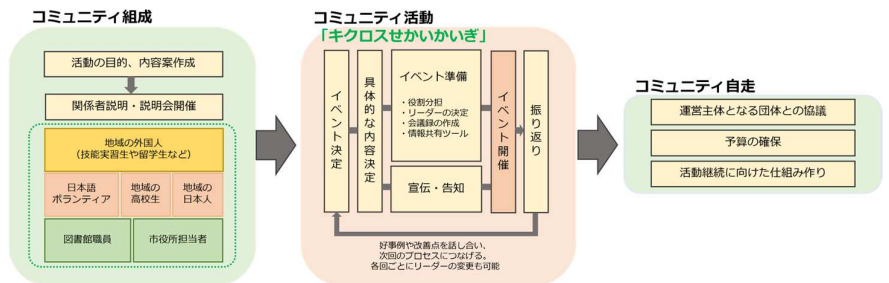 コミュニティ組成
活動の目的、内容案作成
関係者説明・説明会開催
地域の外国人
(技能実習生や留学生など)
日本語
ボランティア
地域の
高校生
地域の
日本人
図書館職員
市役所担当者
コミュニティ活動
「キクロスせかいかいぎ」
イベント決定
具体的な内容決定
イベント準備
・役割分担
・リーダーの決定
・会議録の作成
・情報共有ツール
宣伝・告知
イベント開催
振り返り
好事例や改善点を話し合い、
次回のプロセスにつなげる。
各回ごとにリーダーの変更も可能
コミュニティ自走
運営主体となる団体との協議
予算の確保
活動継続に向けた仕組み作り